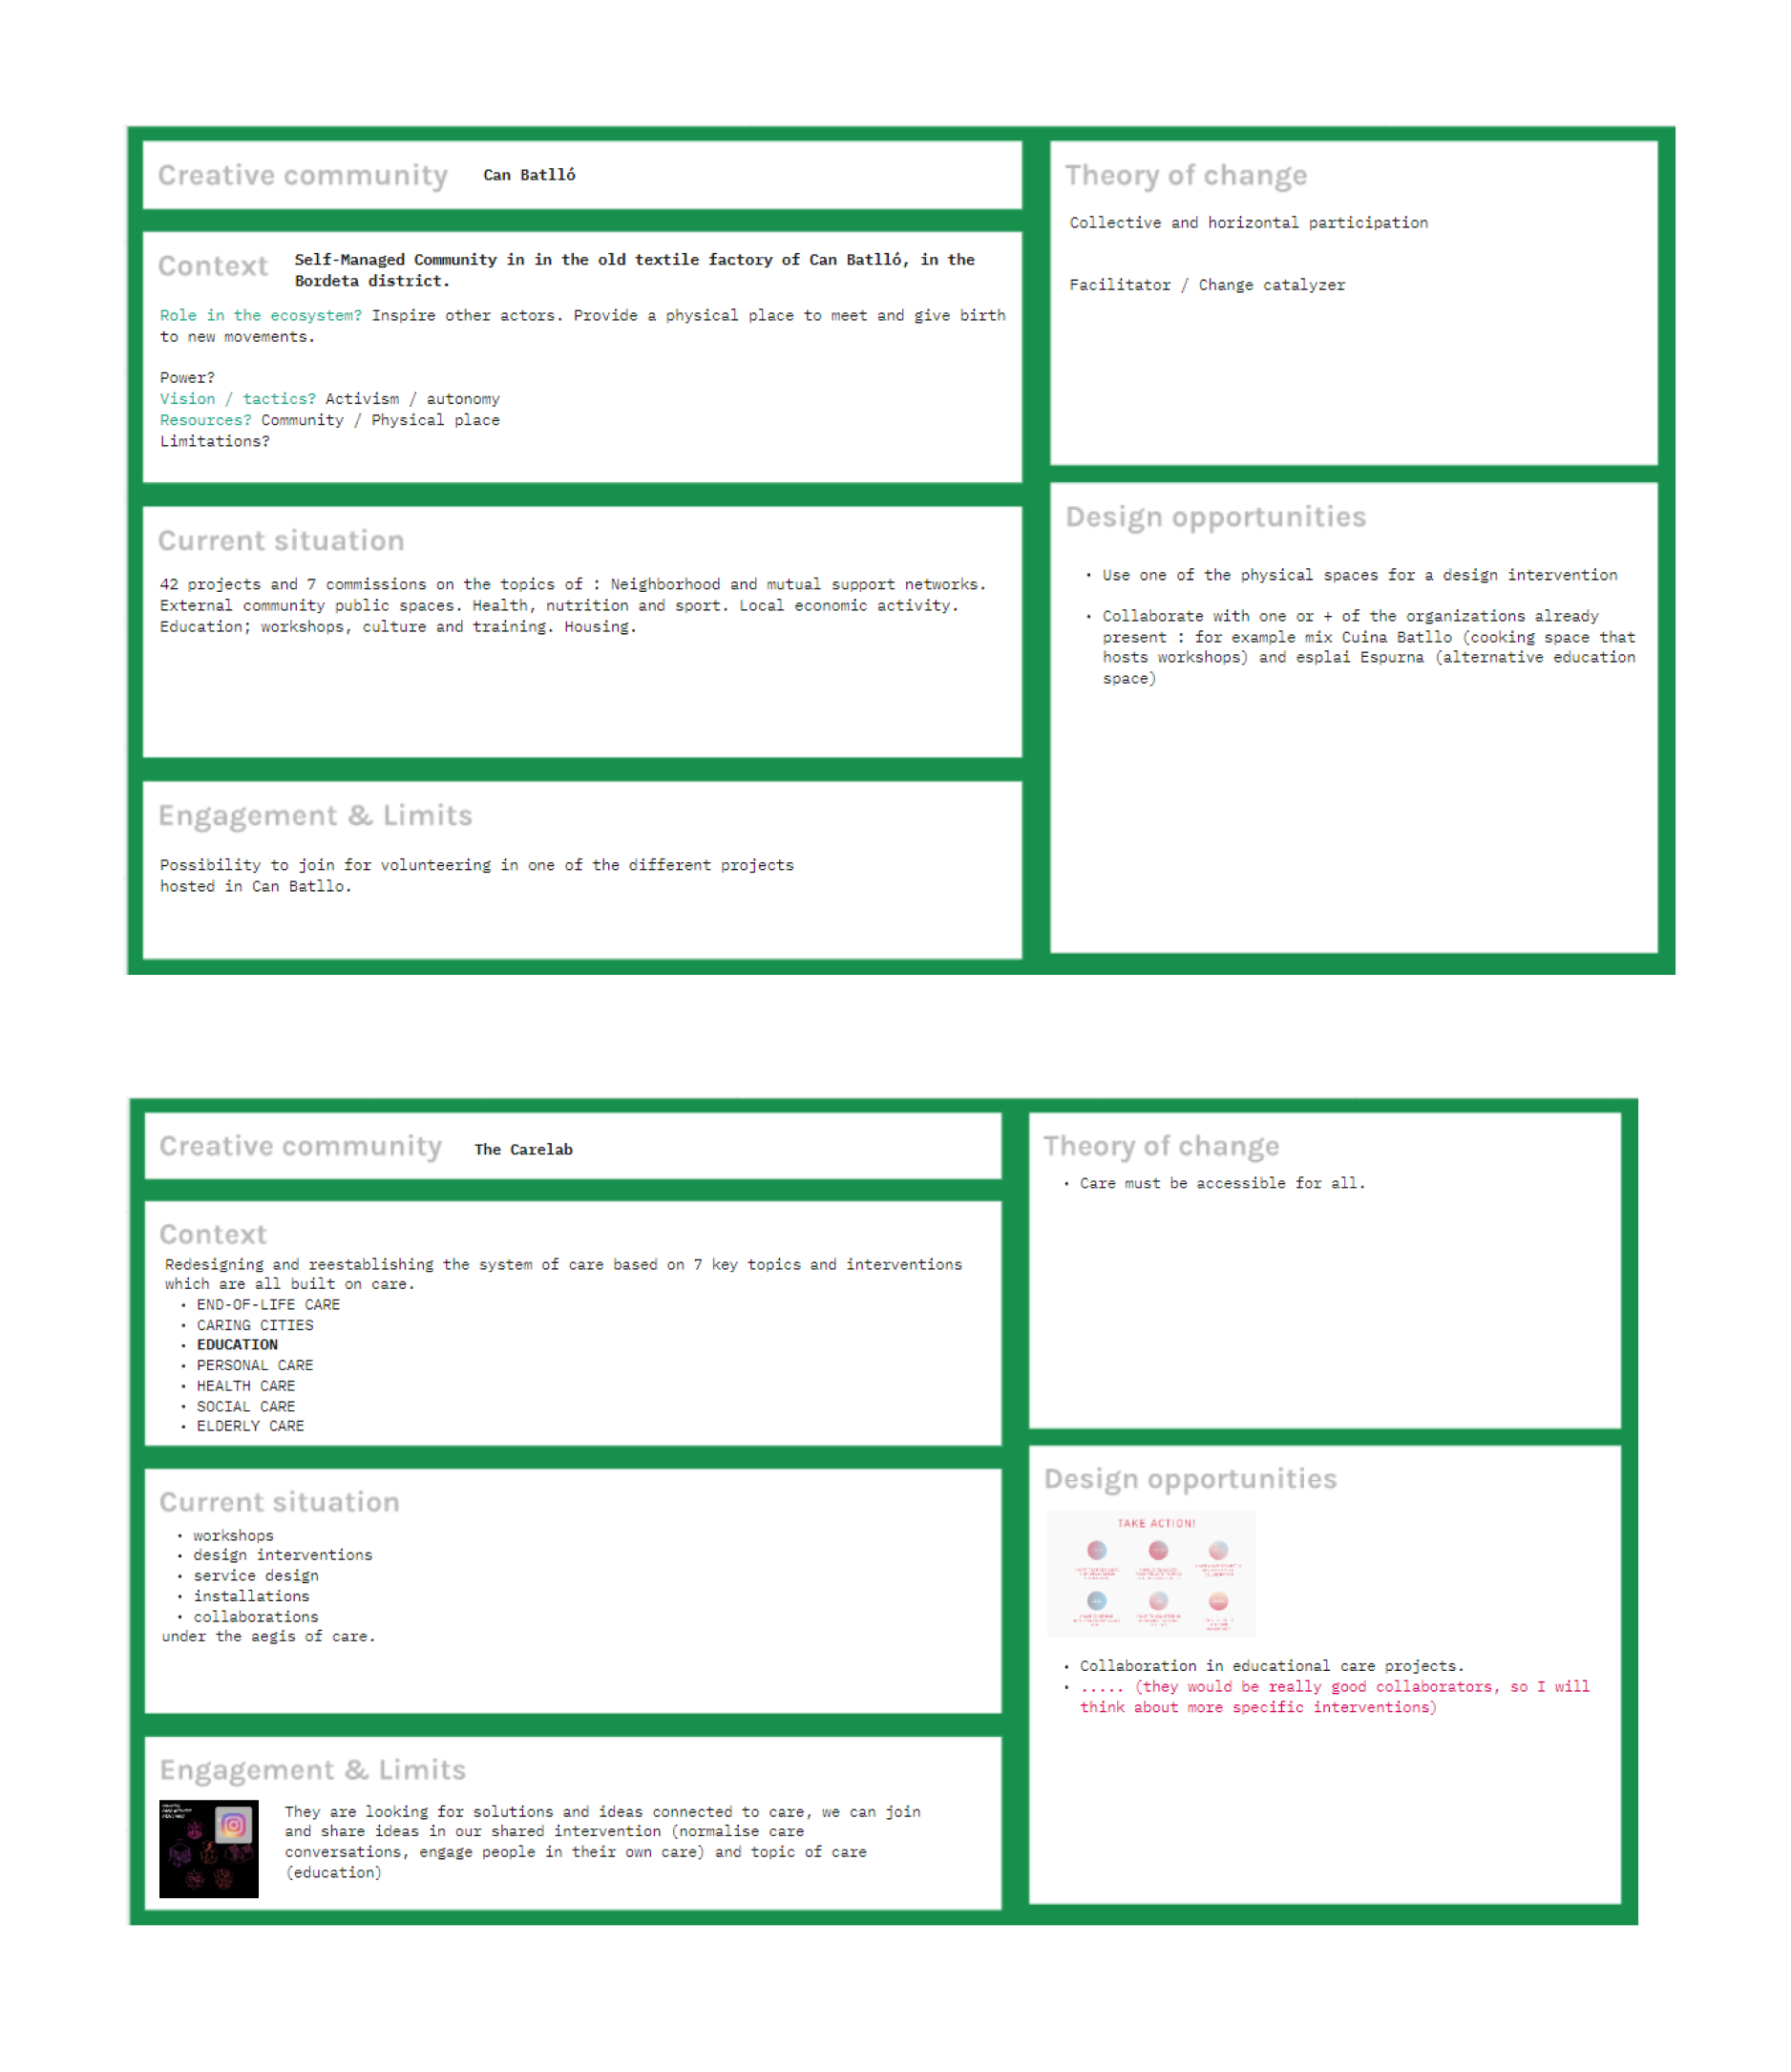 Creative community
Can Batlló
Context
Self-Managed Community in in the old textile factory of Can Batlló, in the
Bordeta district.
Role in the ecosystem? Inspire other actors. Provide a physical place to meet and give birth
to new movements.
Power?
Vision / tactics? Activism / autonomy
Resources? Community / Physical place
Limitations?
Current situation
42 projects and 7 commissions on the topics of : Neighborhood and mutual support networks.
External community public spaces. Health, nutrition and sport. Local economic activity.
Education; workshops, culture and training. Housing.
Engagement & Limits
Possibility to join for volunteering in one of the different projects
hosted in Can Batllo.
Theory of change
Collective and horizontal participation
Facilitator / Change catalyzer
Design opportunities
• Use one of the physical spaces for a design intervention
• Collaborate with one or + of the organizations already
present : for example mix Cuina Batllo (cooking space that
hosts workshops) and esplai Espurna (alternative education
space)
Creative community
The Carelab
Context
Redesigning and reestablishing the system of care based on 7 key topics and interventions
which are all built on care.
• END-OF-LIFE CARE
• CARING CITIES
• EDUCATION
• PERSONAL CARE
• HEALTH CARE
• SOCIAL CARE
• ELDERLY CARE
Current situation
• workshops
• design interventions
• service design
• installations
• collaborations
under the aegis of care.
Engagement & Limits
They are looking for solutions and ideas connected to care, we can join
and share ideas in our shared intervention (normalise care
conversations, engage people in their own care) and topic of care
(education)
Theory of change
• Care must be accessible for all.
Design opportunities
TAKE ACTION!
• Collaboration in educational care projects.
• ..... (they would be really good collaborators, so I will
think about more specific interventions)